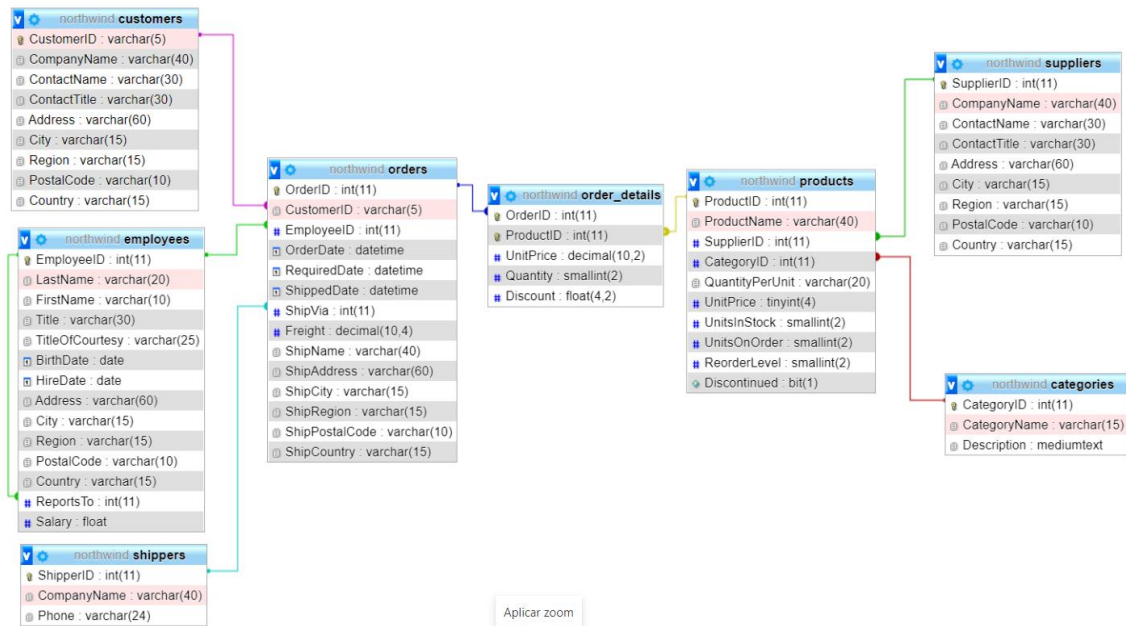 northwind customers
CustomerID : varchar(5)
CompanyName : varchar(40)
ContactName : varchar(30)
ContactTitle : varchar(30)
Address : varchar(60)
City : varchar(15)
Region : varchar(15)
PostalCode : varchar(10)
Country : varchar(15)
northwind employees
EmployeeID : int(11)
LastName : varchar(20)
FirstName : varchar(10)
Title : varchar(30)
TitleOfCourtesy : varchar(25)
BirthDate : date
HireDate : date
Address : varchar(60)
City : varchar(15)
Region : varchar(15)
PostalCode : varchar(10)
Country : varchar(15)
ReportsTo : int(11)
Salary : float
northwind shippers
ShipperID : int(11)
CompanyName : varchar(40)
Phone : varchar(24)
northwind orders
OrderID : int(11)
CustomerID : varchar(5)
EmployeeID : int(11)
OrderDate : datetime
RequiredDate : datetime
ShippedDate : datetime
ShipVia : int(11)
Freight : decimal(10,4)
ShipName : varchar(40)
ShipAddress : varchar(60)
ShipCity : varchar(15)
ShipRegion : varchar(15)
ShipPostalCode : varchar(10)
ShipCountry : varchar(15)
northwind order_details
OrderID : int(11)
ProductID : int(11)
UnitPrice : decimal(10,2)
Quantity : smallint(2)
Discount : float(4,2)
northwind products
ProductID : int(11)
ProductName : varchar(40)
SupplierID : int(11)
CategoryID : int(11)
QuantityPerUnit : varchar(20)
UnitPrice : tinyint(4)
UnitsInStock : smallint(2)
UnitsOnOrder : smallint(2)
ReorderLevel : smallint(2)
Discontinued : bit(1)
northwind suppliers
SupplierID : int(11)
CompanyName : varchar(40)
ContactName : varchar(30)
ContactTitle : varchar(30)
Address : varchar(60)
City : varchar(15)
Region : varchar(15)
PostalCode : varchar(10)
Country : varchar(15)
northwind categories
CategoryID : int(11)
CategoryName : varchar(15)
Description : mediumtext
Aplicar zoom